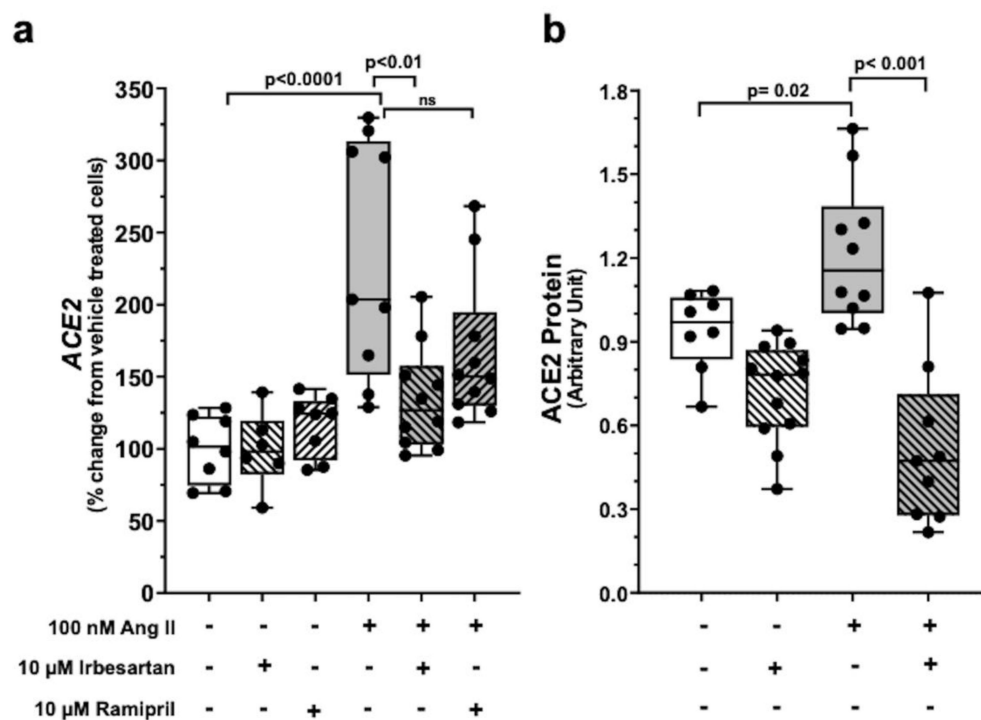 a
b
p<0.0001
p<0.01
ns
p= 0.02
p< 0.001
ACE2
(% change from vehicle treated cells)
350
300
250
200
150
100
50
0
ACE2 Protein
(Arbitrary Unit)
1.8
1.5
1.2
0.9
0.6
0.3
0.0
100 nM Ang II - - - + + + - - + +
10 µM Irbesartan - + - - + - - + - +
10 µM Ramipril - - + - - + - - - -